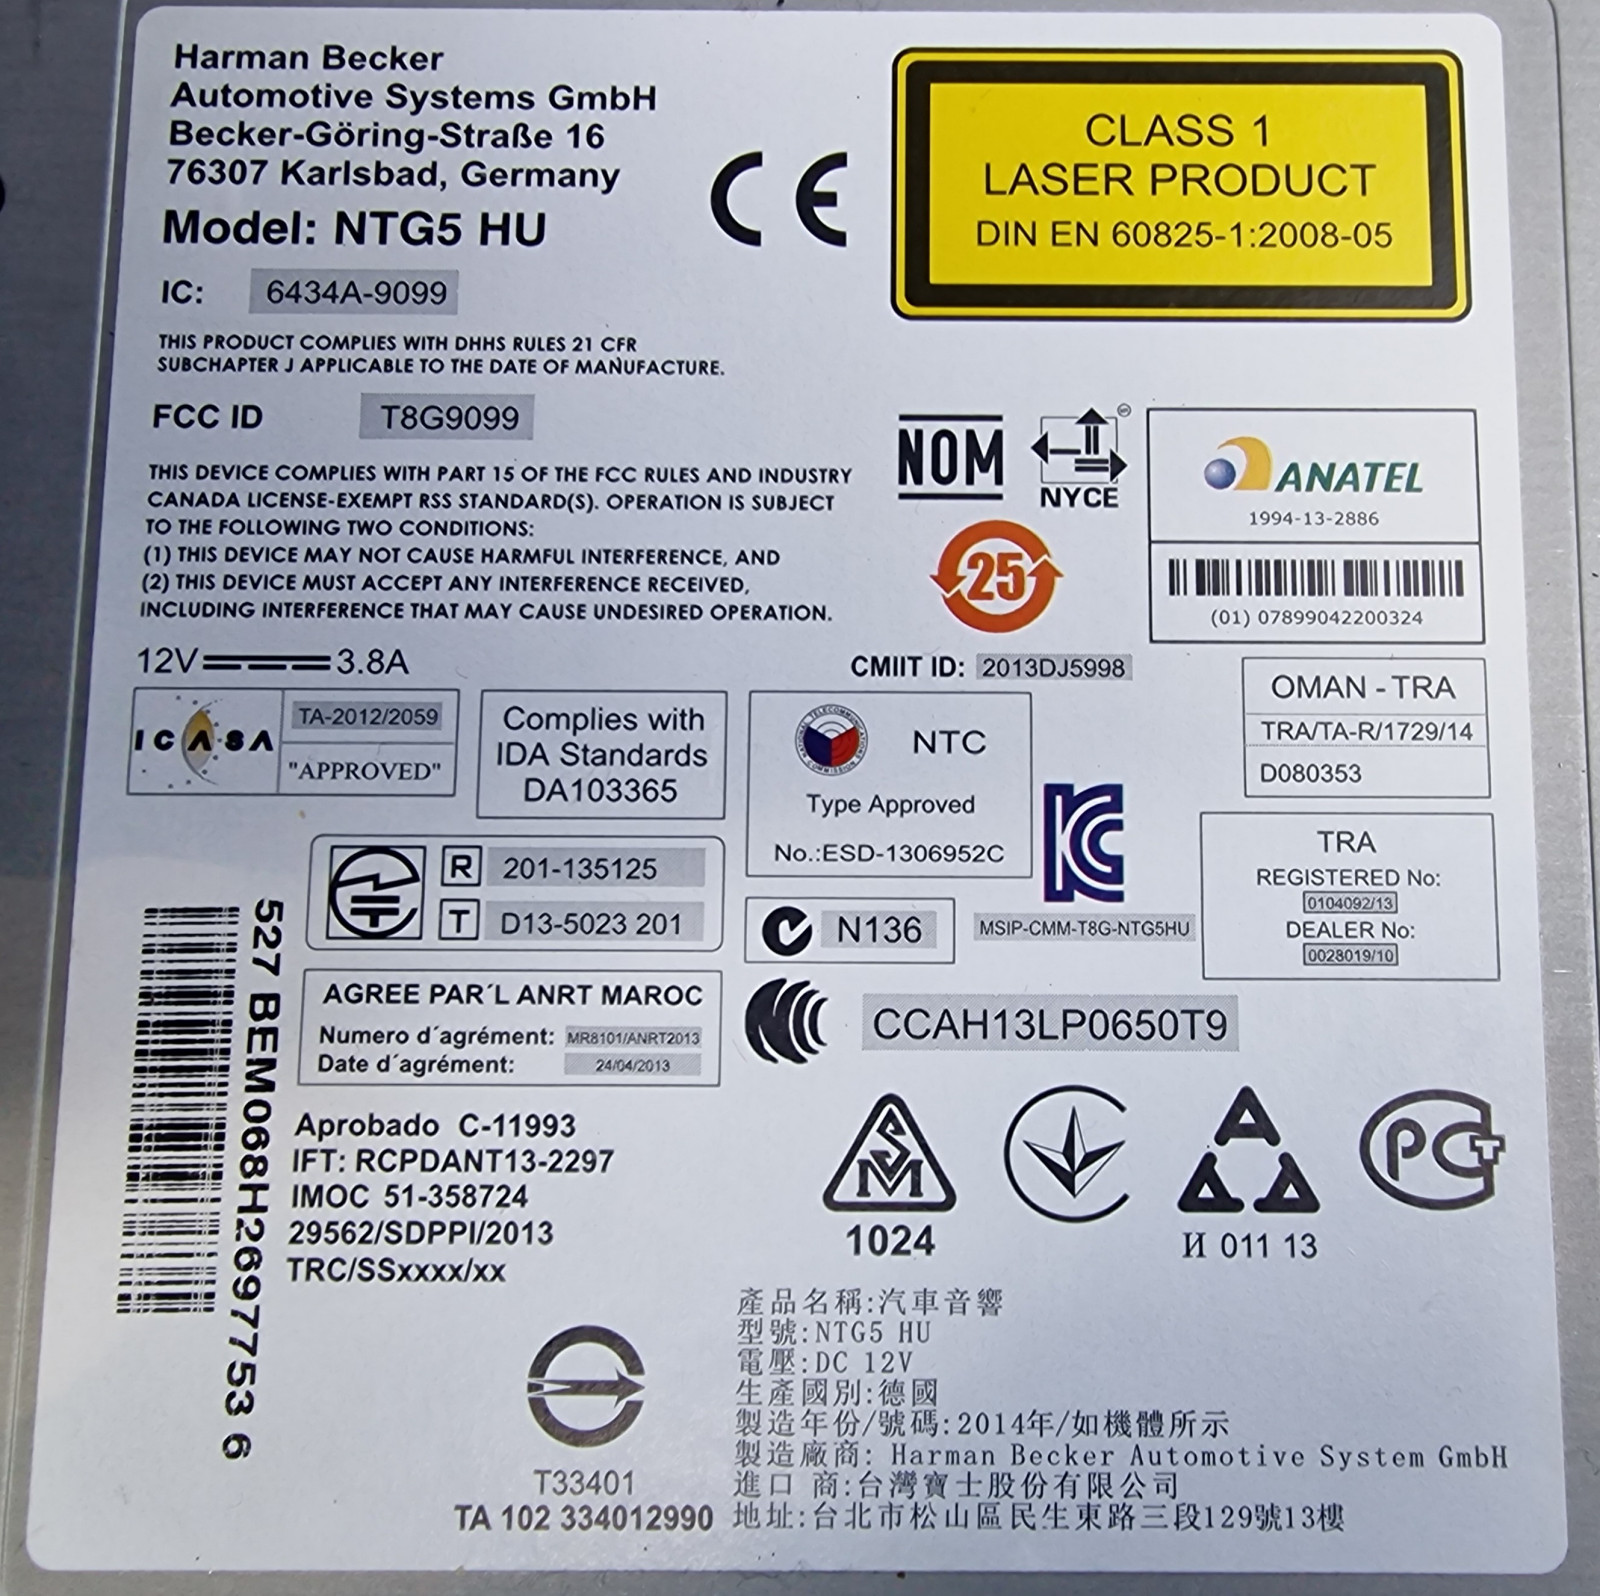 Harman Becker
Automotive Systems GmbH
Becker-Göring-Straße 16
76307 Karlsbad, Germany
Model: NTG5 HU
IC: 6434A-9099
THIS PRODUCT COMPLIES WITH DHHS RULES 21 CFR
SUBCHAPTER J APPLICABLE TO THE DATE OF MANUFACTURE.
FCC ID T8G9099
THIS DEVICE COMPLIES WITH PART 15 OF THE FCC RULES AND INDUSTRY
CANADA LICENSE-EXEMPT RSS STANDARD(S). OPERATION IS SUBJECT
TO THE FOLLOWING TWO CONDITIONS:
(1) THIS DEVICE MAY NOT CAUSE HARMFUL INTERFERENCE, AND
(2) THIS DEVICE MUST ACCEPT ANY INTERFERENCE RECEIVED,
INCLUDING INTERFERENCE THAT MAY CAUSE UNDESIRED OPERATION.
12V 3.8A
CE
CLASS 1
LASER PRODUCT
DIN EN 60825-1:2008-05
NOM
NYCE
ANATEL
1994-13-2886
(01) 07899042200324
25
CMIIT ID: 2013DJ5998
OMAN - TRA
TRA/TA-R/1729/14
D080353
ICASA
TA-2012/2059
"APPROVED"
Complies with
IDA Standards
DA103365
NATIONAL TELECOMMUNICATIONS COMMISSION
NTC
Type Approved
No.:ESD-1306952C
TRA
REGISTERED No:
0104092/13
DEALER No:
0028019/10
R 201-135125
T D13-5023 201
N136
MSIP-CMM-T8G-NTG5HU
AGREE PAR´L ANRT MAROC
Numero d´agrément: MR8101/ANRT2013
Date d´agrément: 24/04/2013
CCAH13LP0650T9
527 BEM068H2697753 6
Aprobado C-11993
IFT: RCPDANT13-2297
IMOC 51-358724
29562/SDPPI/2013
TRC/SSxxxx/xx
1024
И 011 13
T33401
TA 102 334012990
產品名稱:汽車音響
型號:NTG5 HU
電壓:DC 12V
生產國別:德國
製造年份/號碼:2014年/如機體所示
製造廠商: Harman Becker Automotive System GmbH
進口 商:台灣賓士股份有限公司
地址:台北市松山區民生東路三段129號13樓